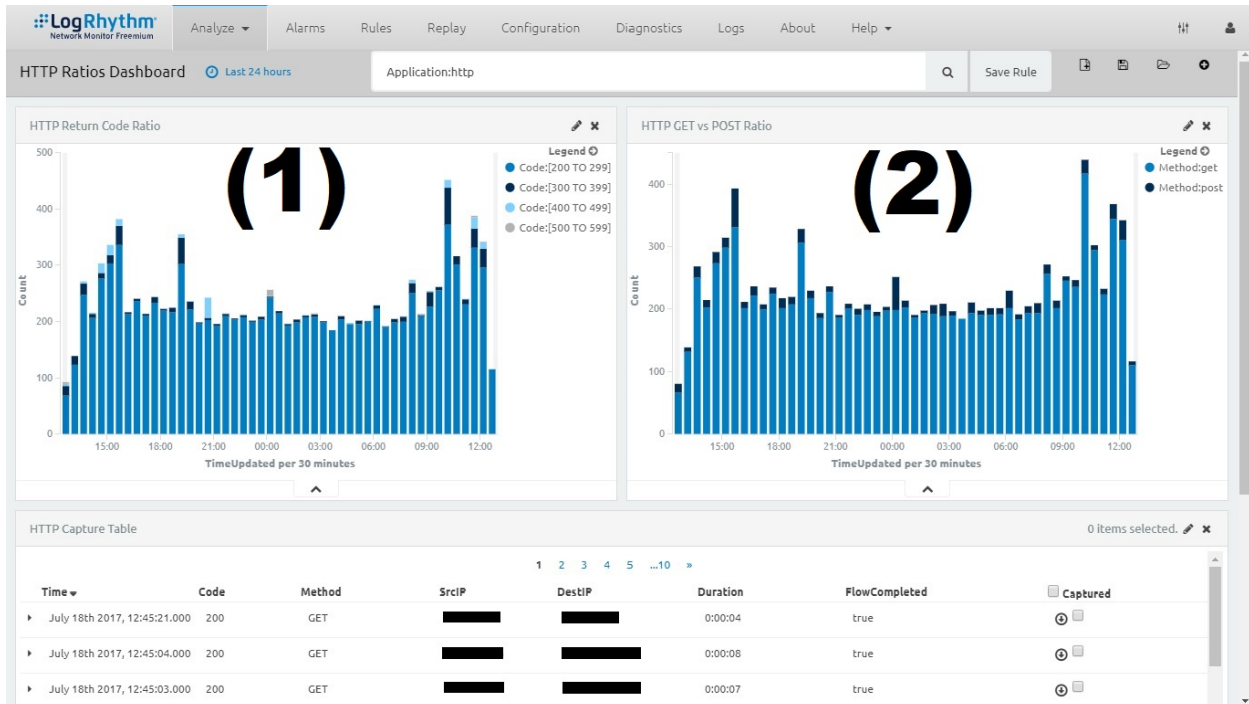 LogRhythm
Network Monitor Freemium
Analyze Alarms Rules Replay Configuration Diagnostics Logs About Help
HTTP Ratios Dashboard Last 24 hours Application:http Save Rule
HTTP Return Code Ratio
(1)
Legend
Code:[200 TO 299]
Code:[300 TO 399]
Code:[400 TO 499]
Code:[500 TO 599]
Count
500
400
300
200
100
0
15:00 18:00 21:00 00:00 03:00 06:00 09:00 12:00
TimeUpdated per 30 minutes
HTTP GET vs POST Ratio
(2)
Legend
Method:get
Method:post
Count
400
300
200
100
0
15:00 18:00 21:00 00:00 03:00 06:00 09:00 12:00
TimeUpdated per 30 minutes
HTTP Capture Table 0 items selected.
1 2 3 4 5 ...10 »
Time Code Method SrcIP DestIP Duration FlowCompleted Captured
July 18th 2017, 12:45:21.000 200 GET 0:00:04 true
July 18th 2017, 12:45:04.000 200 GET 0:00:08 true
July 18th 2017, 12:45:03.000 200 GET 0:00:07 true